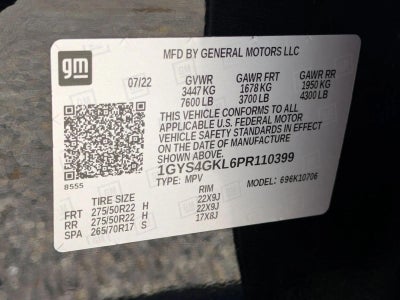 gm
MFD BY GENERAL MOTORS LLC
07/22 GVWR GAWR FRT GAWR RR
3447 KG 1678 KG 1950 KG
7600 LB 3700 LB 4300 LB
THIS VEHICLE CONFORMS TO ALL
APPLICABLE U.S. FEDERAL MOTOR
VEHICLE SAFETY STANDARDS IN EFFECT
ON THE DATE OF MANUFACTURE
SHOWN ABOVE.
1GYS4GKL6PR110399
8555 TYPE: MPV MODEL: 696K10706
TIRE SIZE RIM
FRT 275/50R22 H 22X9J
RR 275/50R22 H 22X9J
SPA 265/70R17 S 17X8J